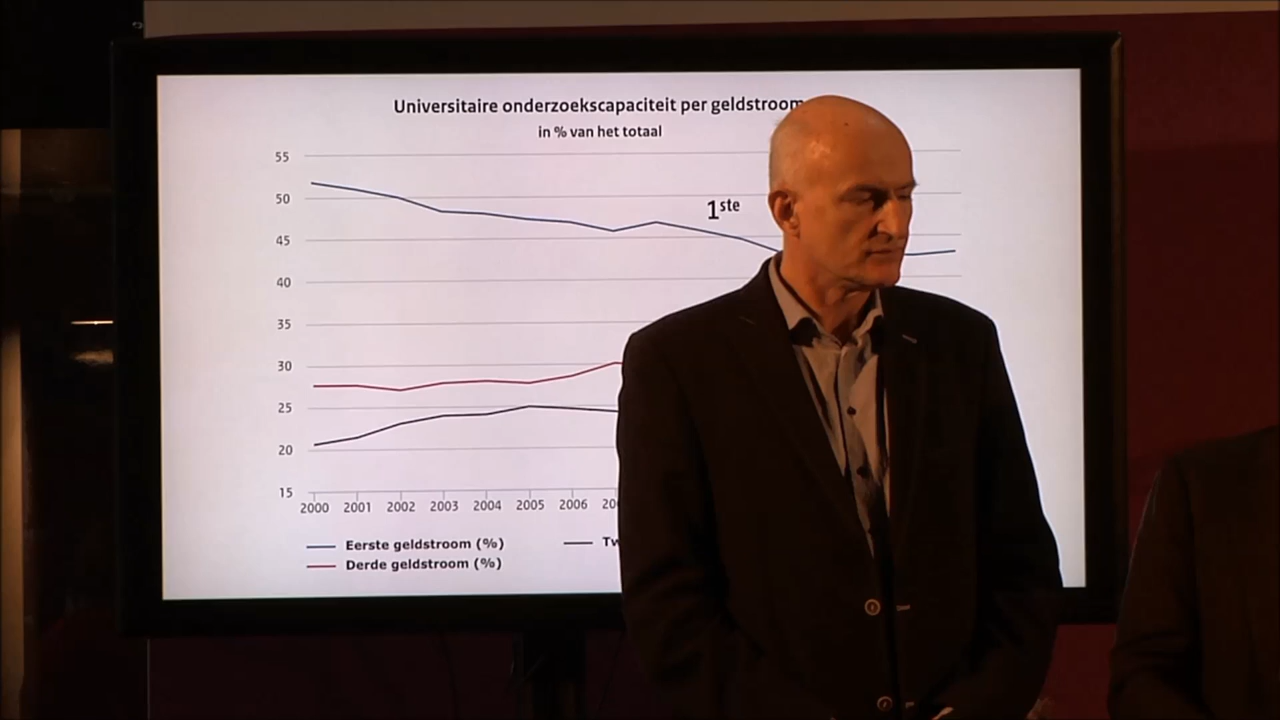 Universitaire onderzoekscapaciteit per geldstroom
in % van het totaal
55
50
1ste
45
40
35
30
25
20
15
2000 2001 2002 2003 2004 2005 2006
Eerste geldstroom (%)
Derde geldstroom (%)